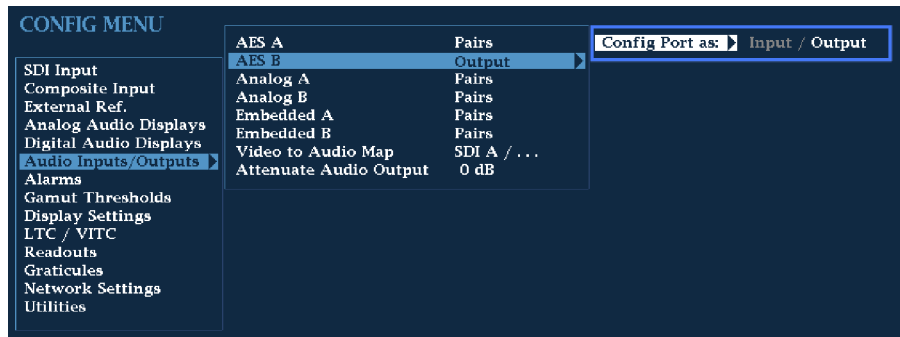 CONFIG MENU
SDI Input
Composite Input
External Ref.
Analog Audio Displays
Digital Audio Displays
Audio Inputs/Outputs
Alarms
Gamut Thresholds
Display Settings
LTC / VITC
Readouts
Graticules
Network Settings
Utilities
AES A Pairs
AES B Output
Analog A Pairs
Analog B Pairs
Embedded A Pairs
Embedded B Pairs
Video to Audio Map SDI A / ...
Attenuate Audio Output 0 dB
Config Port as: Input / Output